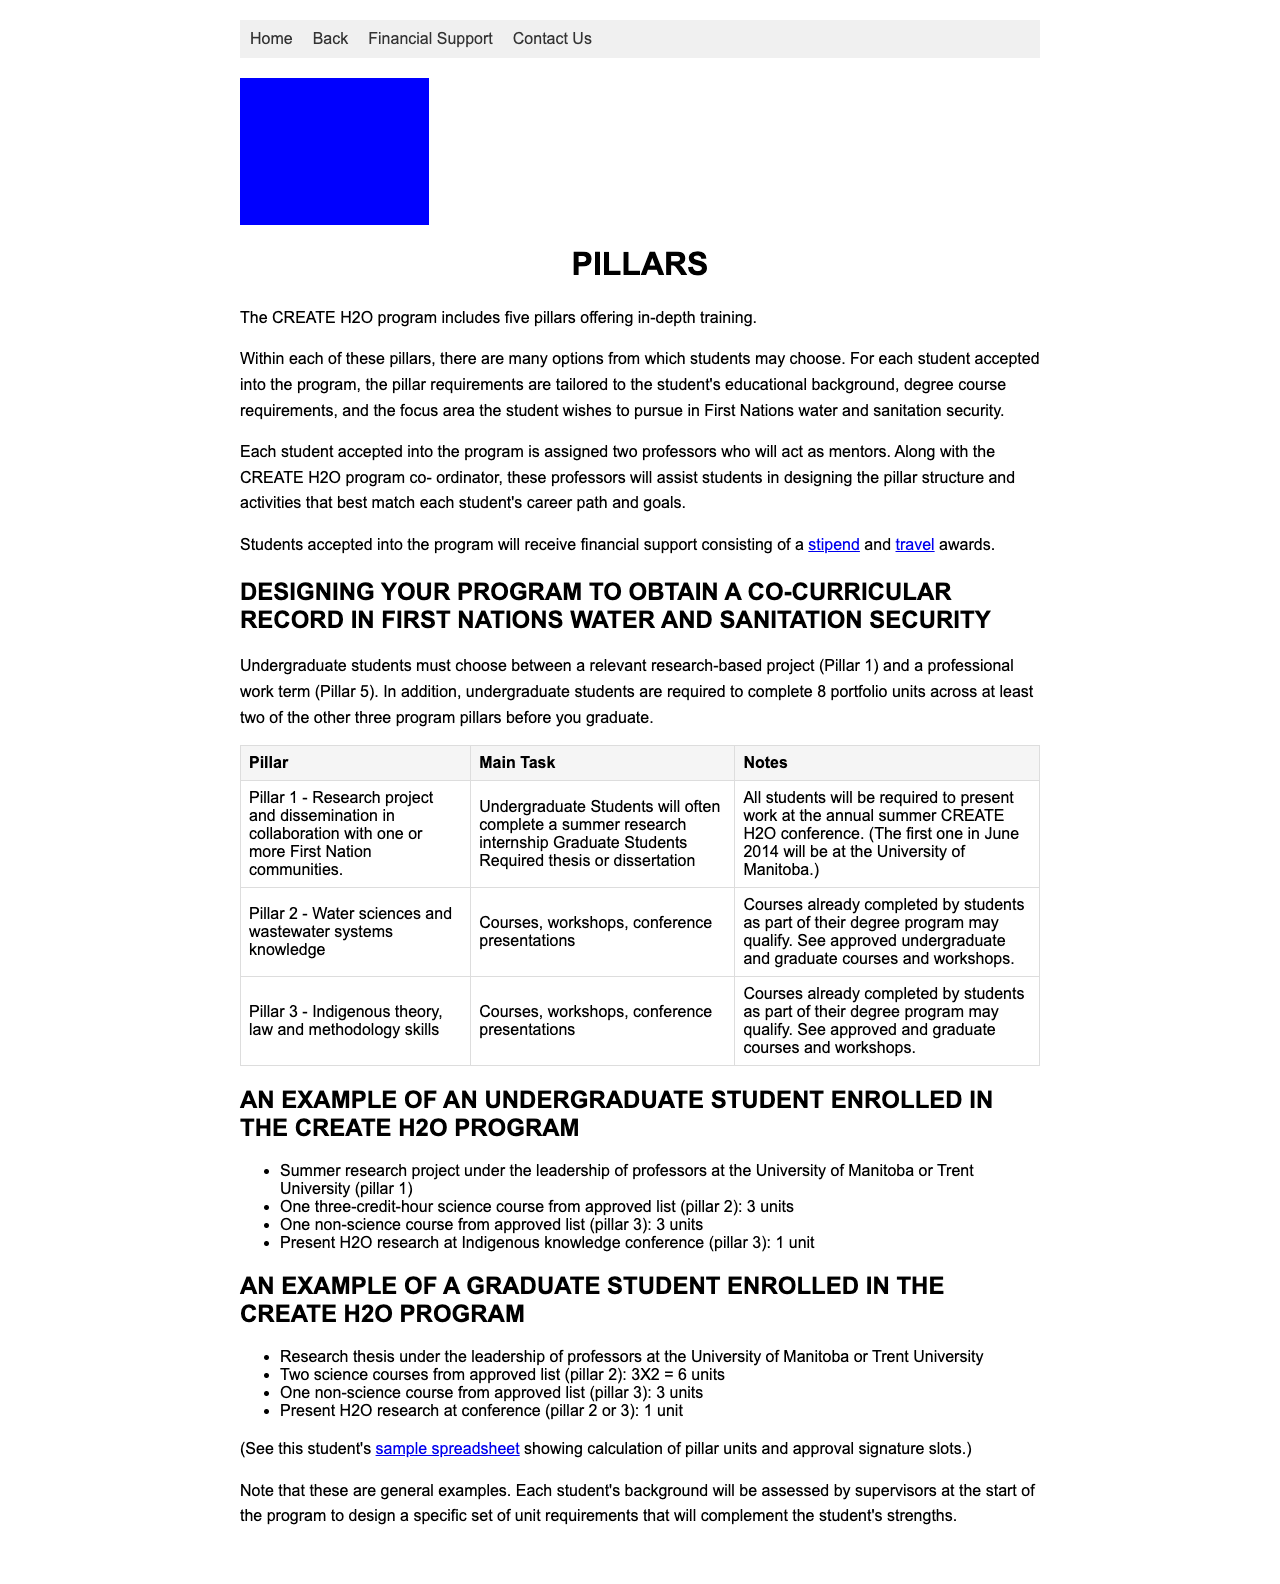 Home Back Financial Support Contact Us
PILLARS
The CREATE H2O program includes five pillars offering in-depth training.
Within each of these pillars, there are many options from which students may choose. For each student accepted
into the program, the pillar requirements are tailored to the student's educational background, degree course
requirements, and the focus area the student wishes to pursue in First Nations water and sanitation security.
Each student accepted into the program is assigned two professors who will act as mentors. Along with the
CREATE H2O program co- ordinator, these professors will assist students in designing the pillar structure and
activities that best match each student's career path and goals.
Students accepted into the program will receive financial support consisting of a stipend and travel awards.
DESIGNING YOUR PROGRAM TO OBTAIN A CO-CURRICULAR
RECORD IN FIRST NATIONS WATER AND SANITATION SECURITY
Undergraduate students must choose between a relevant research-based project (Pillar 1) and a professional
work term (Pillar 5). In addition, undergraduate students are required to complete 8 portfolio units across at least
two of the other three program pillars before you graduate.
Pillar Main Task Notes
Pillar 1 - Research project
and dissemination in
collaboration with one or
more First Nation
communities.
Undergraduate Students will often
complete a summer research
internship Graduate Students
Required thesis or dissertation
All students will be required to present
work at the annual summer CREATE
H2O conference. (The first one in June
2014 will be at the University of
Manitoba.)
Pillar 2 - Water sciences and
wastewater systems
knowledge
Courses, workshops, conference
presentations
Courses already completed by students
as part of their degree program may
qualify. See approved undergraduate
and graduate courses and workshops.
Pillar 3 - Indigenous theory,
law and methodology skills
Courses, workshops, conference
presentations
Courses already completed by students
as part of their degree program may
qualify. See approved and graduate
courses and workshops.
AN EXAMPLE OF AN UNDERGRADUATE STUDENT ENROLLED IN
THE CREATE H2O PROGRAM
• Summer research project under the leadership of professors at the University of Manitoba or Trent
University (pillar 1)
• One three-credit-hour science course from approved list (pillar 2): 3 units
• One non-science course from approved list (pillar 3): 3 units
• Present H2O research at Indigenous knowledge conference (pillar 3): 1 unit
AN EXAMPLE OF A GRADUATE STUDENT ENROLLED IN THE
CREATE H2O PROGRAM
• Research thesis under the leadership of professors at the University of Manitoba or Trent University
• Two science courses from approved list (pillar 2): 3X2 = 6 units
• One non-science course from approved list (pillar 3): 3 units
• Present H2O research at conference (pillar 2 or 3): 1 unit
(See this student's sample spreadsheet showing calculation of pillar units and approval signature slots.)
Note that these are general examples. Each student's background will be assessed by supervisors at the start of
the program to design a specific set of unit requirements that will complement the student's strengths.